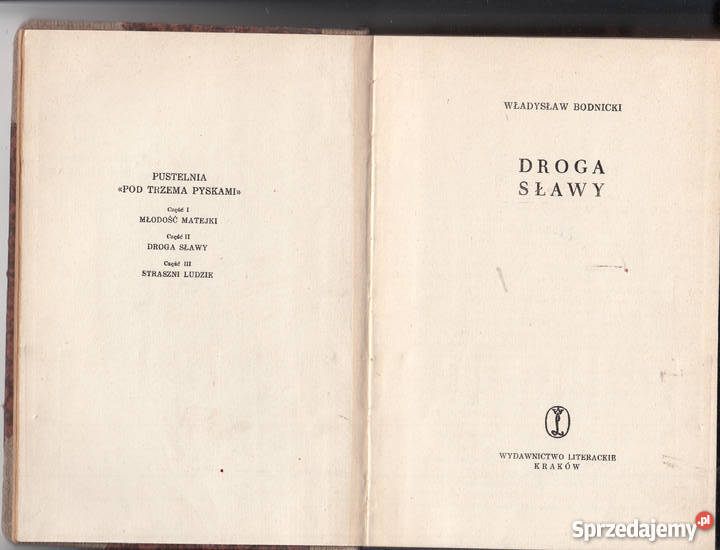 PUSTELNIA
«POD TRZEMA PYSKAMI»
Część I
MŁODOŚĆ MATEJKI
Część II
DROGA SŁAWY
Część III
STRASZNI LUDZIE
WŁADYSŁAW BODNICKI
DROGA
SŁAWY
WYDAWNICTWO LITERACKIE
KRAKÓW
Sprzedajemy.pl